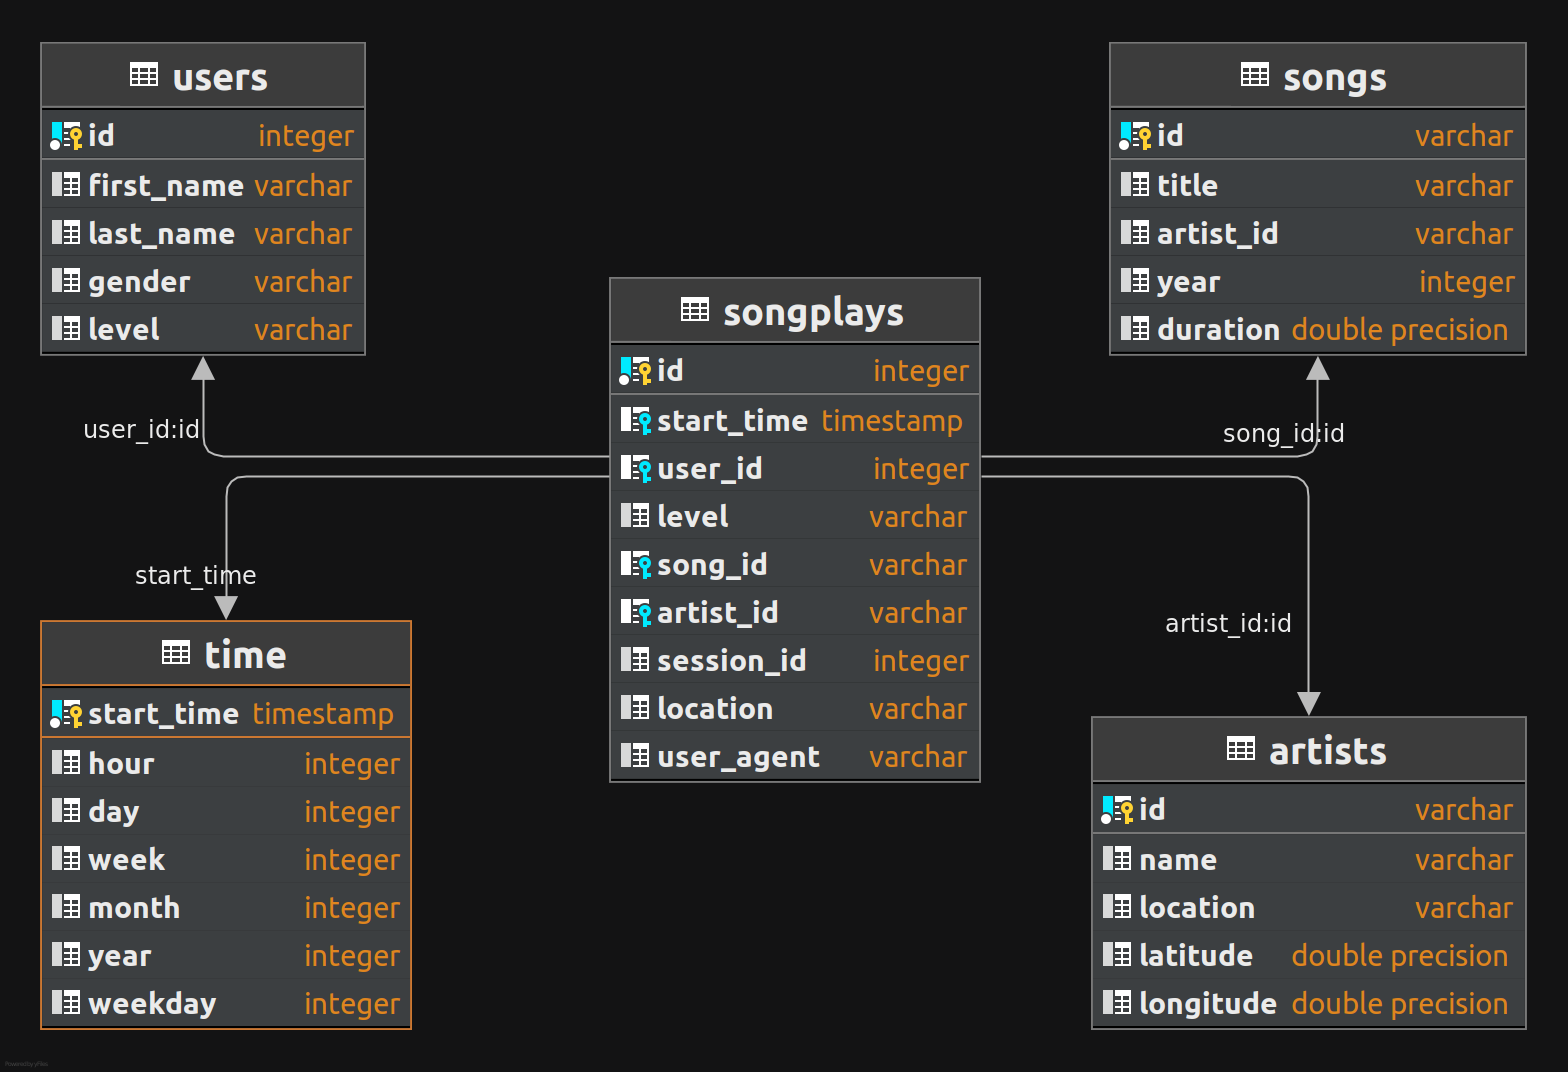 users
id integer
first_name varchar
last_name varchar
gender varchar
level varchar
songs
id varchar
title varchar
artist_id varchar
year integer
duration double precision
songplays
id integer
start_time timestamp
user_id integer
level varchar
song_id varchar
artist_id varchar
session_id integer
location varchar
user_agent varchar
user_id:id
song_id:id
start_time
artist_id:id
time
start_time timestamp
hour integer
day integer
week integer
month integer
year integer
weekday integer
artists
id varchar
name varchar
location varchar
latitude double precision
longitude double precision
Powered by yFiles